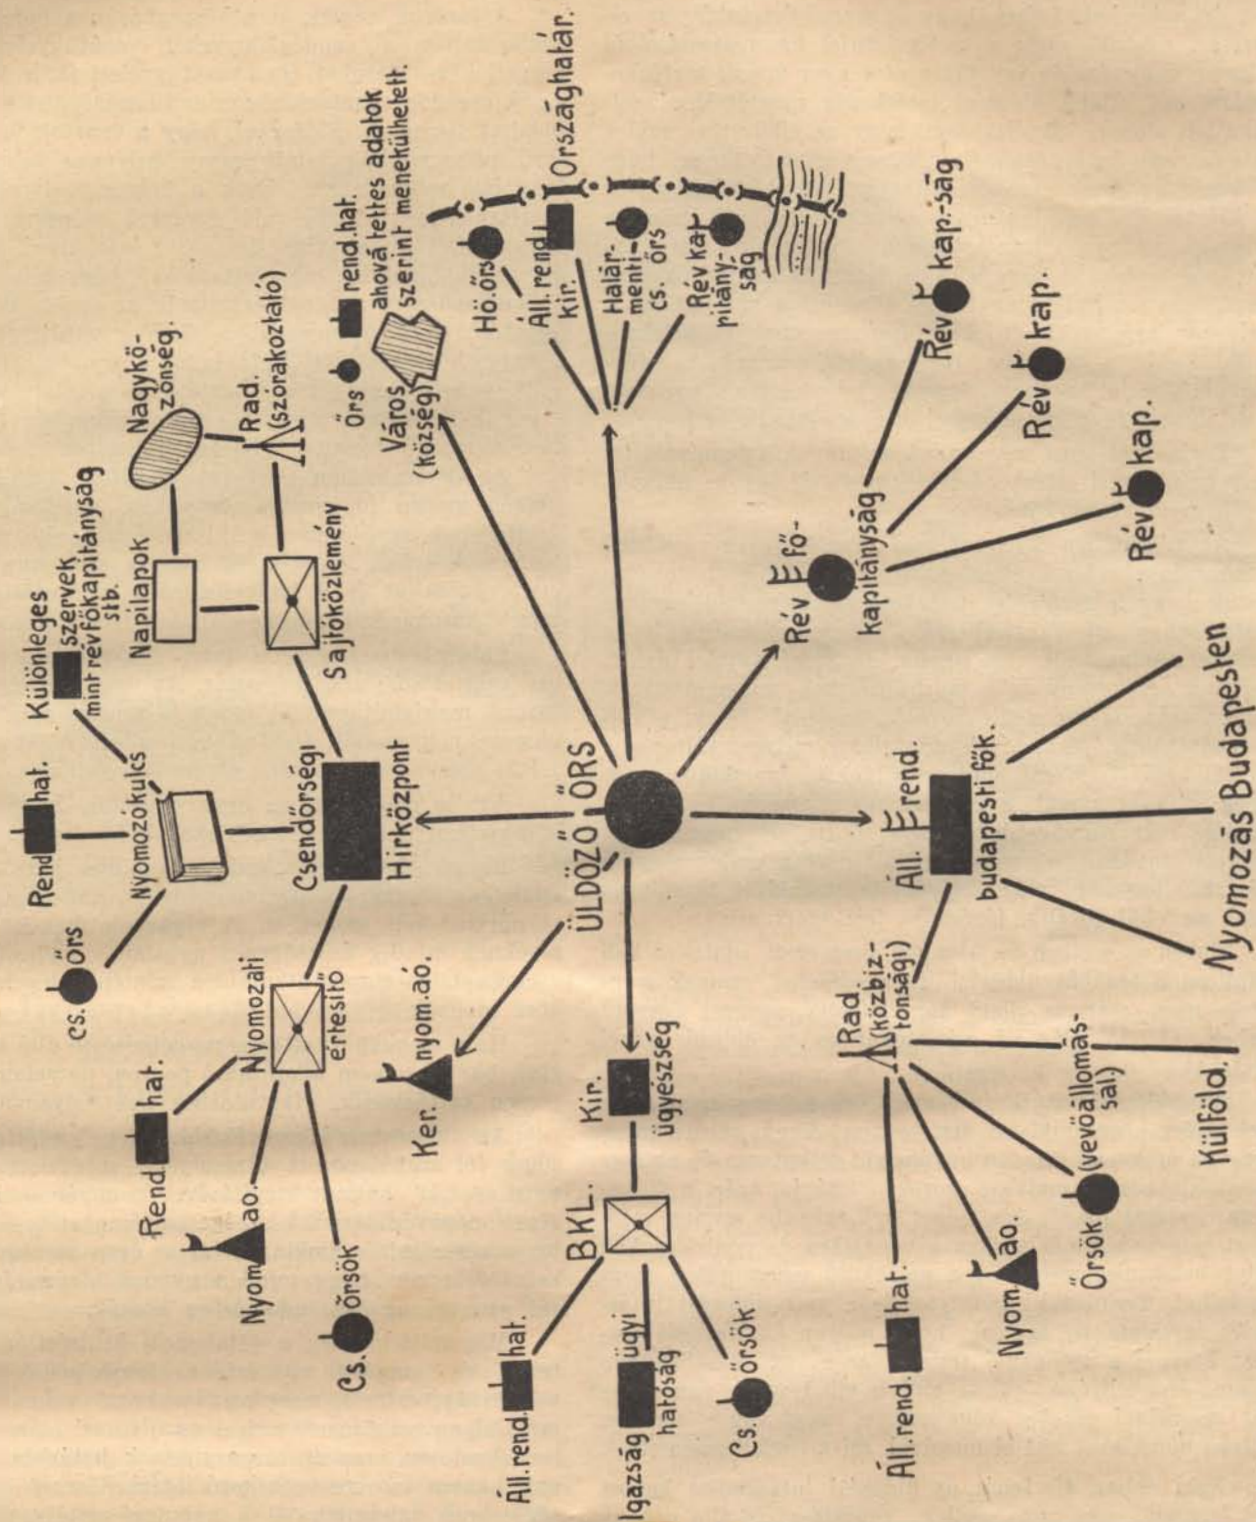 Cs. őrs
Rend. hat.
Nyomozókulcs
Különleges
szervek
mint révfőkapitányság
stb.
Napilapok
Nagykö-
zönség.
Rad.
(szórakoztató)
Sajtóközlemény
Csendőrségi
Hirközpont
Nyomozati
értesítő
Rend. hat.
Nyom. ao.
Cs. őrsök
Őrs
rend. hat.
Város
(község)
ahová tettes adatok
szerint menekülhetett.
Országhatár.
Hö. őrs
Áll. rend.
kir.
Határ-
menti
cs. őrs
Rév ka-
pitány-
ság
ÜLDÖZŐ ŐRS
Ker. nyom. ao.
Kir.
ügyészség
BKL.
Áll. rend. hat.
Igazság ügyi
hatóság
Cs. őrsök
Rév fő-
kapitányság
Rév kap.-ság
Rév kap.
Rév kap.
Áll. rend.
budapesti fők.
Nyomozás Budapesten
Rad.
(közbiz-
tonsági)
Áll. rend. hat.
Nyom. ao.
Őrsök (vevőállomás-
sal.)
Külföld.